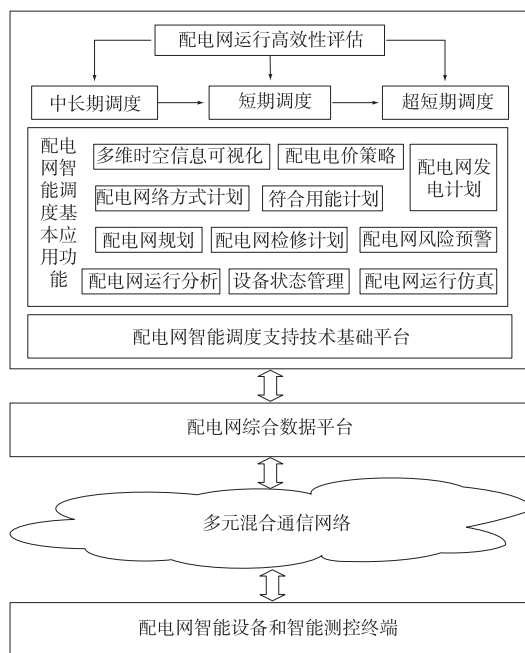 配电网运行高效性评估
中长期调度
短期调度
超短期调度
配电
网智
能调
度基
本应
用功
能
多维时空信息可视化
配电电价策略
配电网发
电计划
配电网络方式计划
符合用能计划
配电网规划
配电网检修计划
配电网风险预警
配电网运行分析
设备状态管理
配电网运行仿真
配电网智能调度支持技术基础平台
配电网综合数据平台
多元混合通信网络
配电网智能设备和智能测控终端